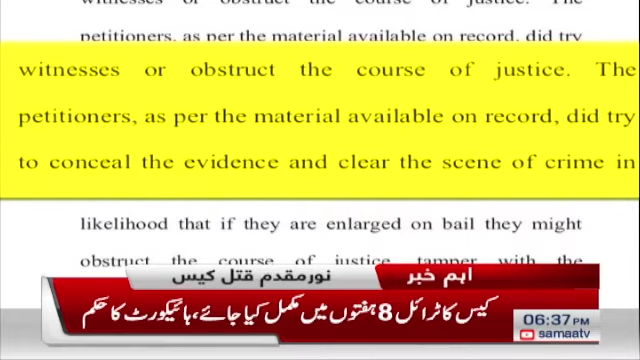 witnesses or obstruct the course of justice. The
petitioners, as per the material available on record, did try
witnesses or obstruct the course of justice. The
petitioners, as per the material available on record, did try
to conceal the evidence and clear the scene of crime in
likelihood that if they are enlarged on bail they might
obstruct the course of justice, tamper with the
نور مقدم قتل کیس
اہم خبر
کیس کا ٹرائل 8 ہفتوں میں مکمل کیا جائے، ہائیکورٹ کا حکم
06:37 PM
samaatv